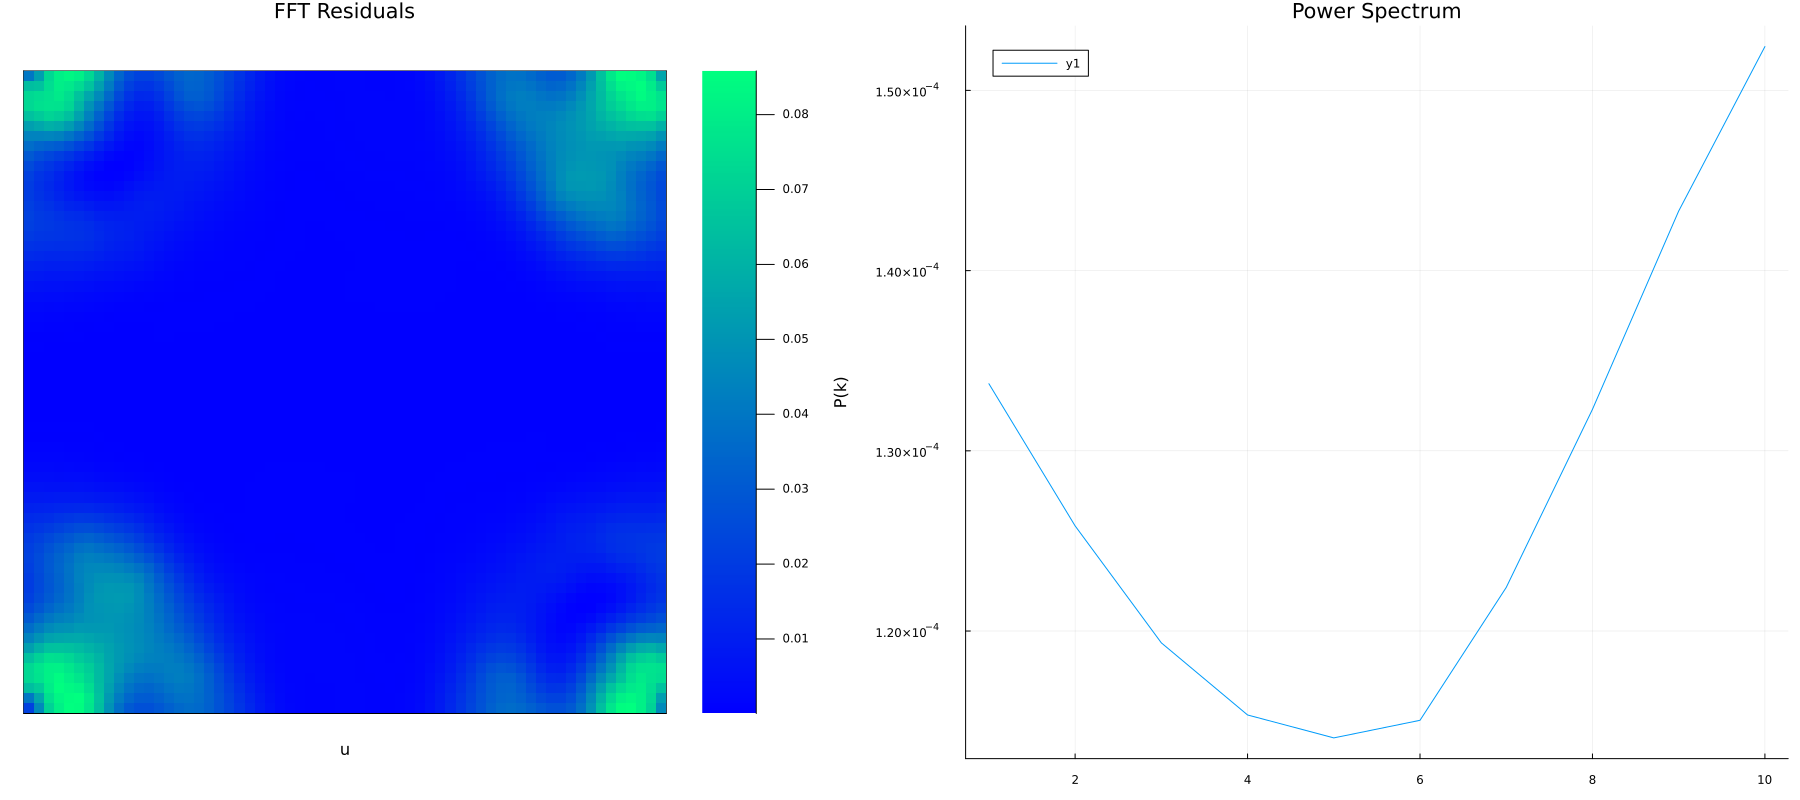 FFT Residuals
u
0.08
0.07
0.06
0.05
0.04
0.03
0.02
0.01
Power Spectrum
y1
P(k)
1.50×10⁻⁴
1.40×10⁻⁴
1.30×10⁻⁴
1.20×10⁻⁴
2 4 6 8 10